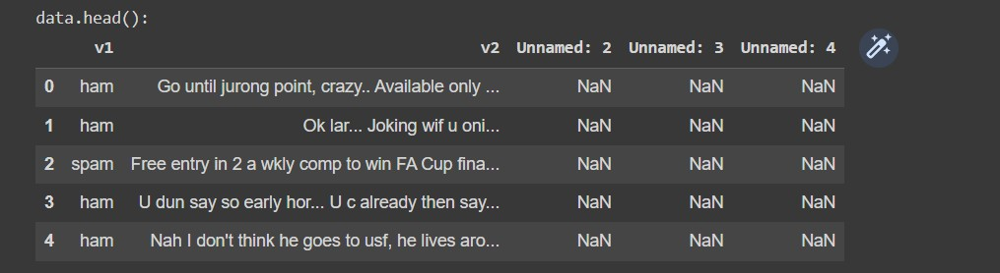 data.head():
v1 v2 Unnamed: 2 Unnamed: 3 Unnamed: 4
0 ham Go until jurong point, crazy.. Available only ... NaN NaN NaN
1 ham Ok lar... Joking wif u oni... NaN NaN NaN
2 spam Free entry in 2 a wkly comp to win FA Cup fina... NaN NaN NaN
3 ham U dun say so early hor... U c already then say... NaN NaN NaN
4 ham Nah I don't think he goes to usf, he lives aro... NaN NaN NaN